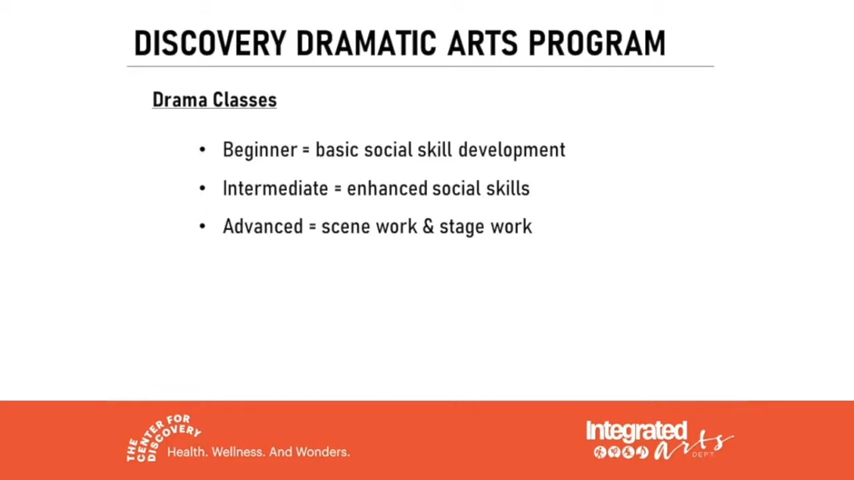 DISCOVERY DRAMATIC ARTS PROGRAM
Drama Classes
• Beginner = basic social skill development
• Intermediate = enhanced social skills
• Advanced = scene work & stage work
THE CENTER FOR DISCOVERY
Health. Wellness. And Wonders.
Integrated
arts
DEPT